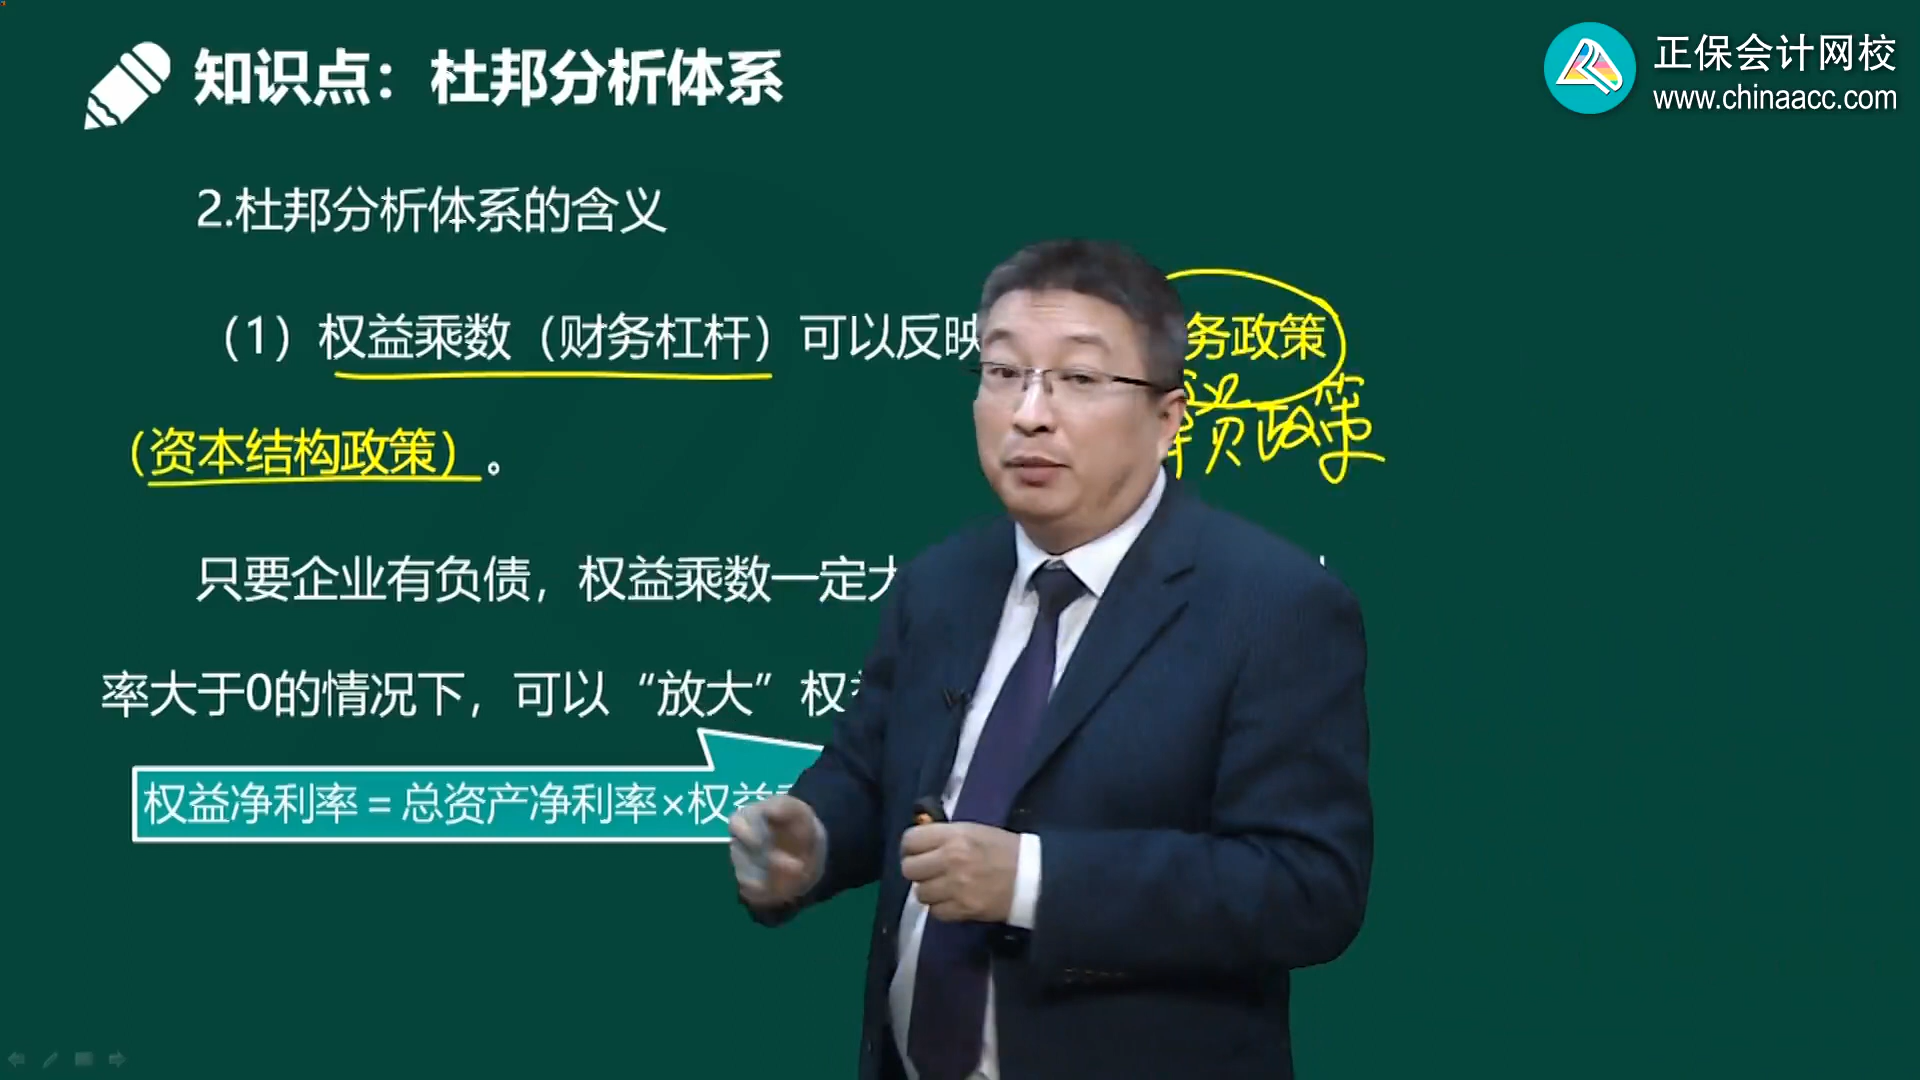 知识点：杜邦分析体系
正保会计网校
www.chinaacc.com
2.杜邦分析体系的含义
（1）权益乘数（财务杠杆）可以反映
务政策
政策
（资本结构政策）。
只要企业有负债，权益乘数一定大
率大于0的情况下，可以“放大”权
权益净利率＝总资产净利率×权益